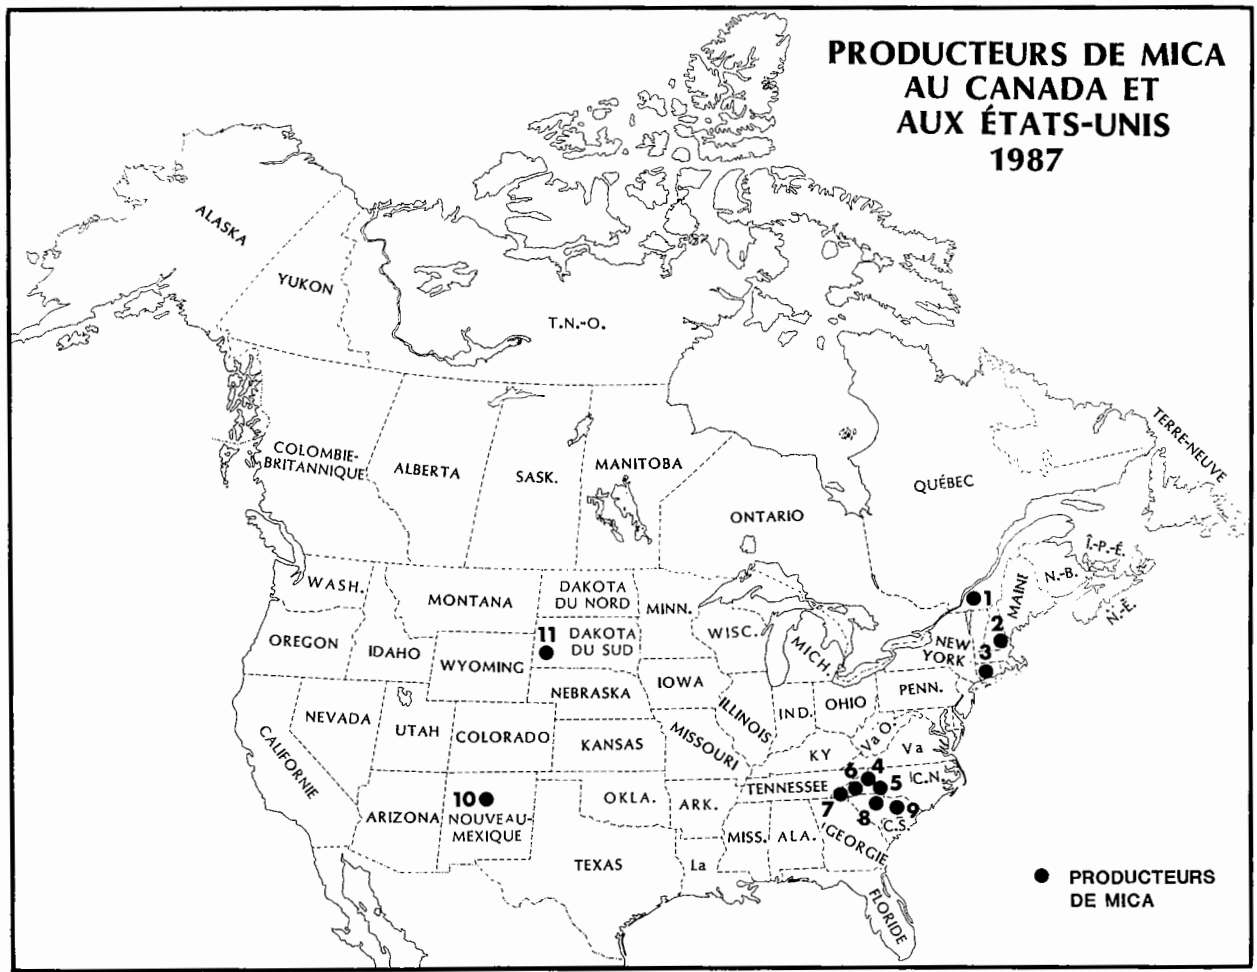 PRODUCTEURS DE MICA
AU CANADA ET
AUX ÉTATS-UNIS
1987
ALASKA
YUKON
T.N.-O.
TERRE-NEUVE
COLOMBIE-
BRITANNIQUE
ALBERTA
SASK.
MANITOBA
ONTARIO
QUÉBEC
Î.-P.-É.
N.-B.
N.-É.
MAINE
1
2
3
WASH.
MONTANA
DAKOTA
DU NORD
MINN.
OREGON
IDAHO
WYOMING
11
DAKOTA
DU SUD
WISC.
MICH.
NEW
YORK
NEBRASKA
IOWA
ILLINOIS
IND.
OHIO
PENN.
NEVADA
UTAH
COLORADO
KANSAS
MISSOURI
KY
Va O.
Va
CALIFORNIE
ARIZONA
10
NOUVEAU-
MEXIQUE
OKLA.
ARK.
TENNESSEE
6
4
5
C.N.
7
8
9
C.S.
MISS.
ALA.
GEORGIE
TEXAS
La
FLORIDE
PRODUCTEURS
DE MICA